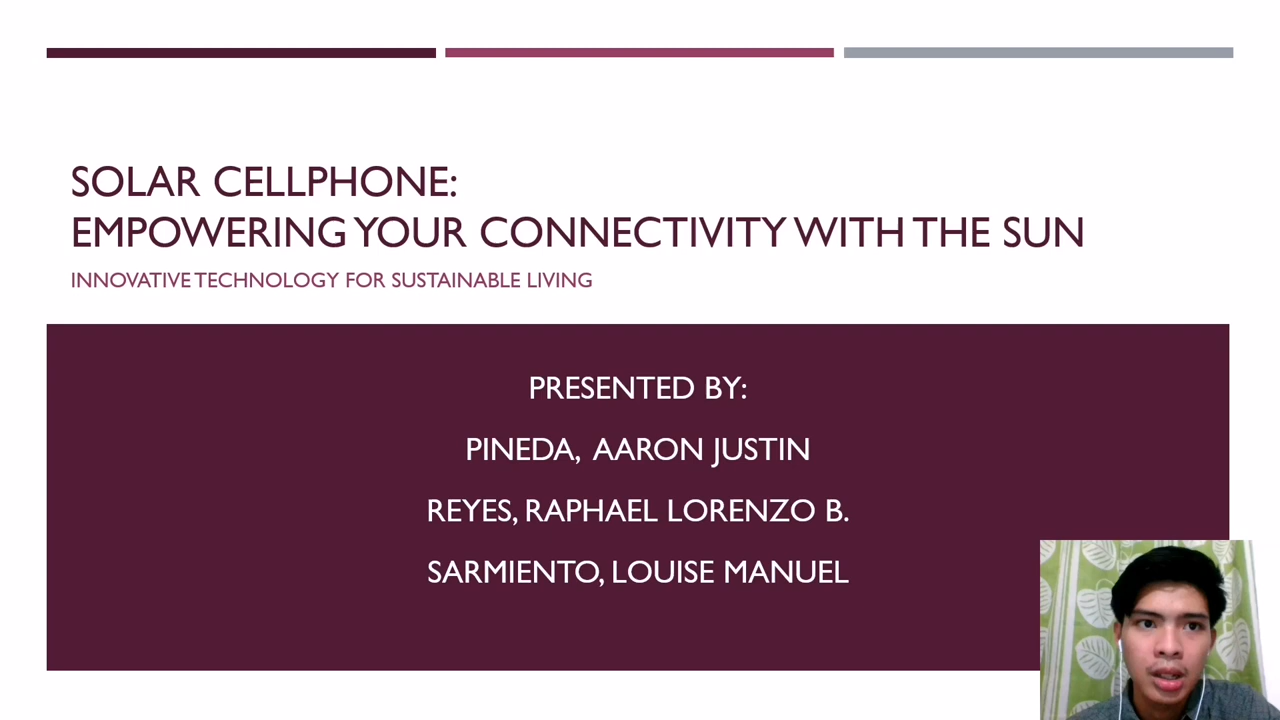 SOLAR CELLPHONE:
EMPOWERING YOUR CONNECTIVITY WITH THE SUN
INNOVATIVE TECHNOLOGY FOR SUSTAINABLE LIVING
PRESENTED BY:
PINEDA, AARON JUSTIN
REYES, RAPHAEL LORENZO B.
SARMIENTO, LOUISE MANUEL